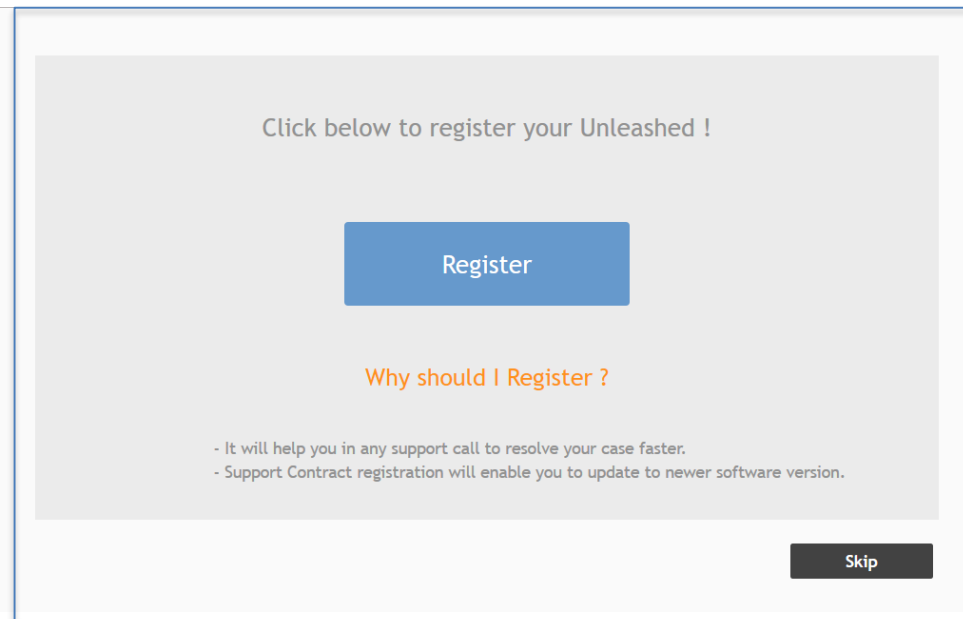 Click below to register your Unleashed !
Register
Why should I Register ?
- It will help you in any support call to resolve your case faster.
- Support Contract registration will enable you to update to newer software version.
Skip